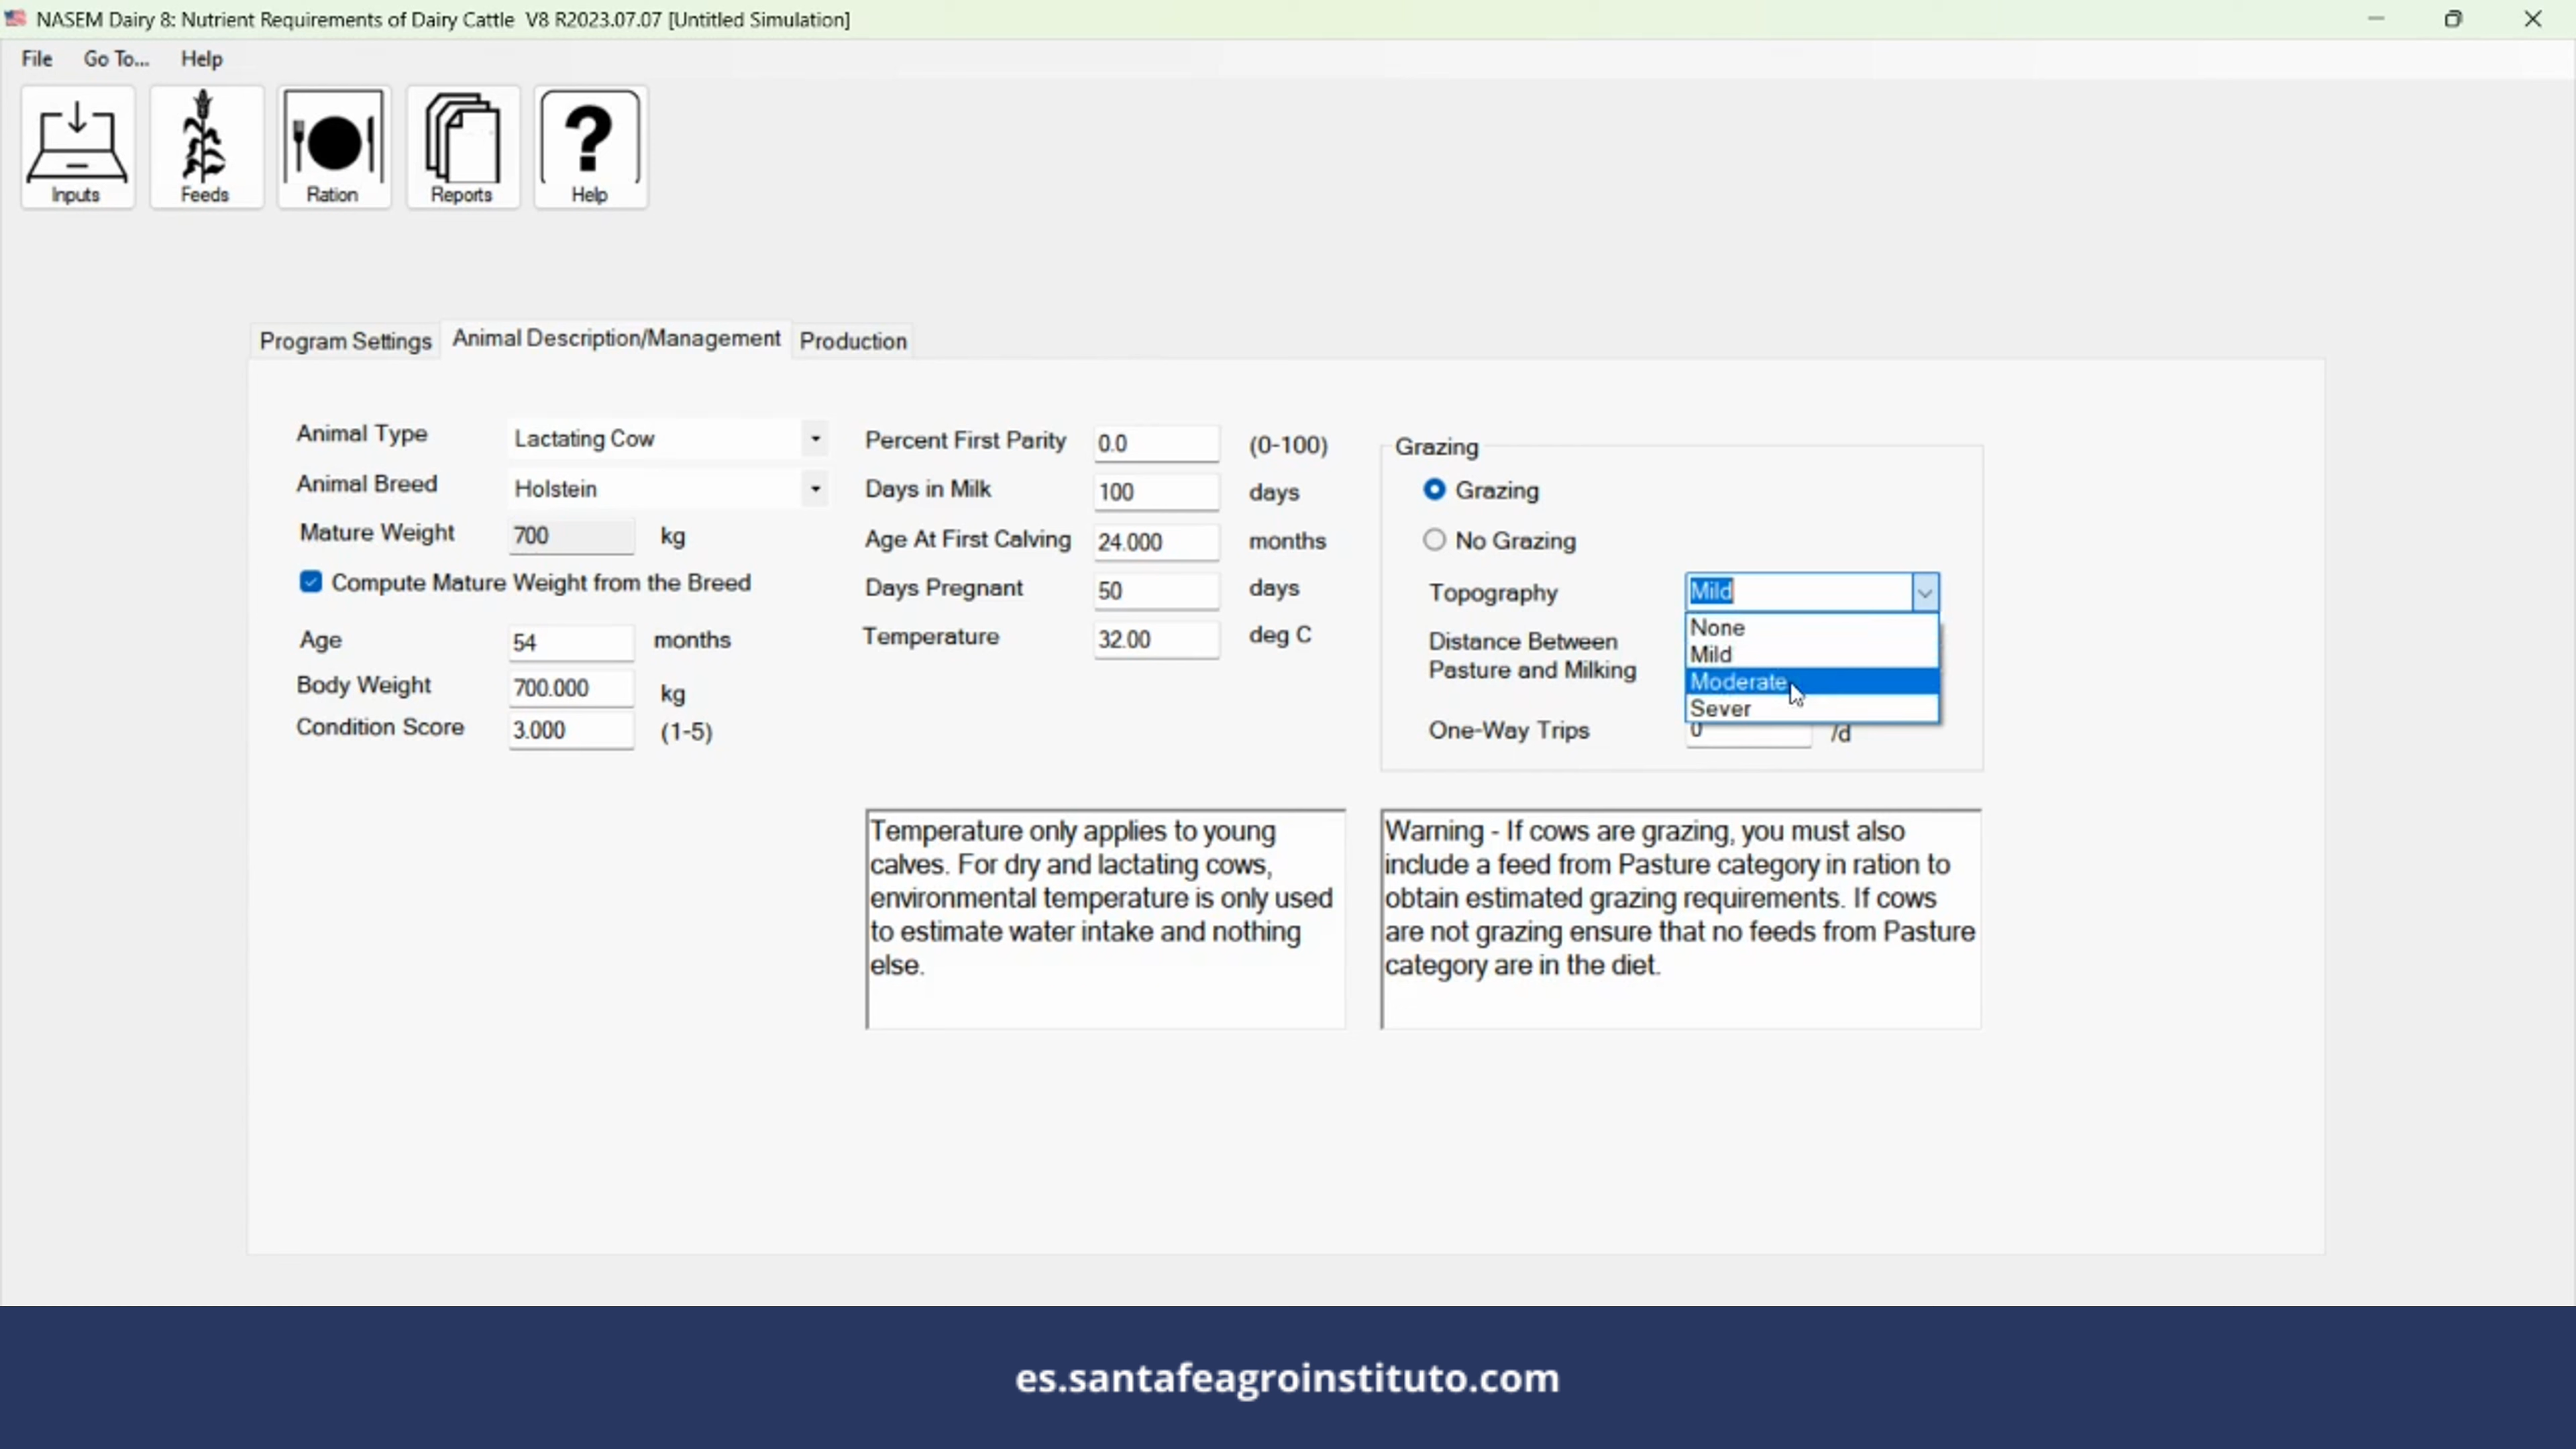 NASEM Dairy 8: Nutrient Requirements of Dairy Cattle V8 R2023.07.07 [Untitled Simulation]
File Go To... Help
Inputs Feeds Ration Reports Help
Program Settings Animal Description/Management Production
Animal Type Lactating Cow
Animal Breed Holstein
Mature Weight 700 kg
Compute Mature Weight from the Breed
Age 54 months
Body Weight 700.000 kg
Condition Score 3.000 (1-5)
Percent First Parity 0.0 (0-100)
Days in Milk 100 days
Age At First Calving 24.000 months
Days Pregnant 50 days
Temperature 32.00 deg C
Grazing
Grazing
No Grazing
Topography Mild
None
Mild
Moderate
Sever
Distance Between
Pasture and Milking
One-Way Trips 0 /d
Temperature only applies to young
calves. For dry and lactating cows,
environmental temperature is only used
to estimate water intake and nothing
else.
Warning - If cows are grazing, you must also
include a feed from Pasture category in ration to
obtain estimated grazing requirements. If cows
are not grazing ensure that no feeds from Pasture
category are in the diet.
es.santafeagroinstituto.com